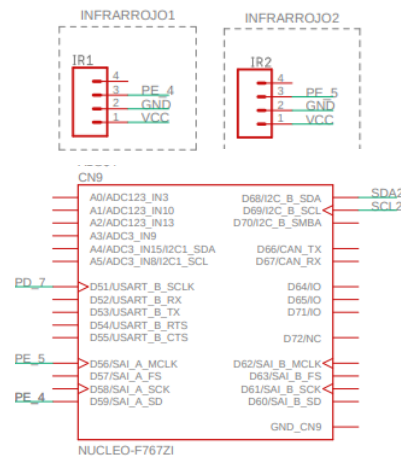 INFRARROJO1
IR1
4
3 PE_4
2 GND
1 VCC
INFRARROJO2
IR2
4
3 PE_5
2 GND
1 VCC
CN9
A0/ADC123_IN3
A1/ADC123_IN10
A2/ADC123_IN13
A3/ADC3_IN9
A4/ADC3_IN15/I2C1_SDA
A5/ADC3_IN8/I2C1_SCL
PD_7 D51/USART_B_SCLK
D52/USART_B_RX
D53/USART_B_TX
D54/USART_B_RTS
D55/USART_B_CTS
PE_5 D56/SAI_A_MCLK
D57/SAI_A_FS
D58/SAI_A_SCK
PE_4 D59/SAI_A_SD
D68/I2C_B_SDA SDA2
D69/I2C_B_SCL SCL2
D70/I2C_B_SMBA
D66/CAN_TX
D67/CAN_RX
D64/IO
D65/IO
D71/IO
D72/NC
D62/SAI_B_MCLK
D63/SAI_B_FS
D61/SAI_B_SCK
D60/SAI_B_SD
GND_CN9
NUCLEO-F767ZI